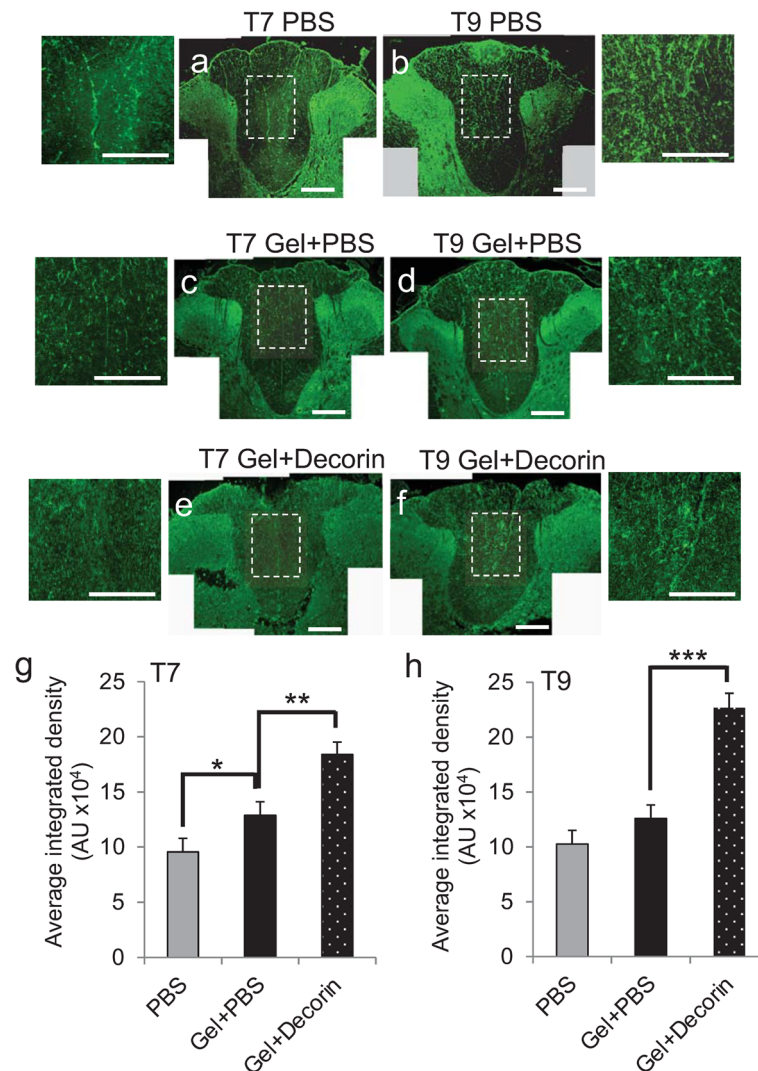 T7 PBS
T9 PBS
a
b
T7 Gel+PBS
T9 Gel+PBS
c
d
T7 Gel+Decorin
T9 Gel+Decorin
e
f
g
T7
Average integrated density
(AU x10⁴)
25
20
15
10
5
0
*
**
PBS
Gel+PBS
Gel+Decorin
h
T9
Average integrated density
(AU x10⁴)
25
20
15
10
5
0
***
PBS
Gel+PBS
Gel+Decorin